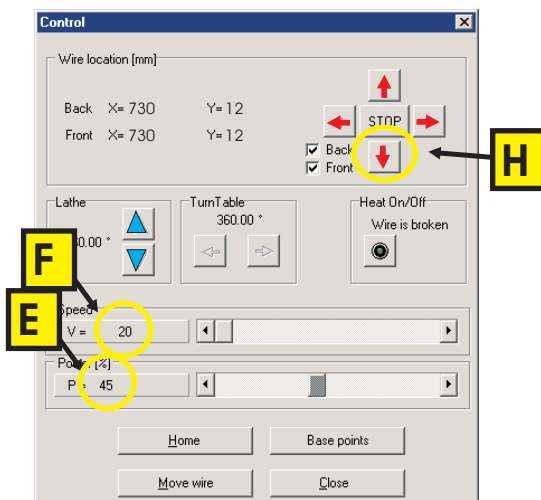 Control
Wire location [mm]
Back X= 730 Y= 12
Front X= 730 Y= 12
STOP
Back
Front
H
Lathe
.00 °
TurnTable
360.00 °
Heat On/Off
Wire is broken
F
E
Speed
V = 20
[%]
P = 45
Home
Base points
Move wire
Close